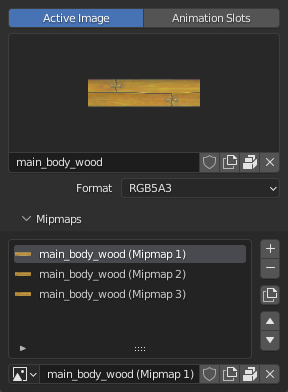 Active Image
Animation Slots
main_body_wood
Format
RGB5A3
Mipmaps
main_body_wood (Mipmap 1)
main_body_wood (Mipmap 2)
main_body_wood (Mipmap 3)
main_body_wood (Mipmap 1)